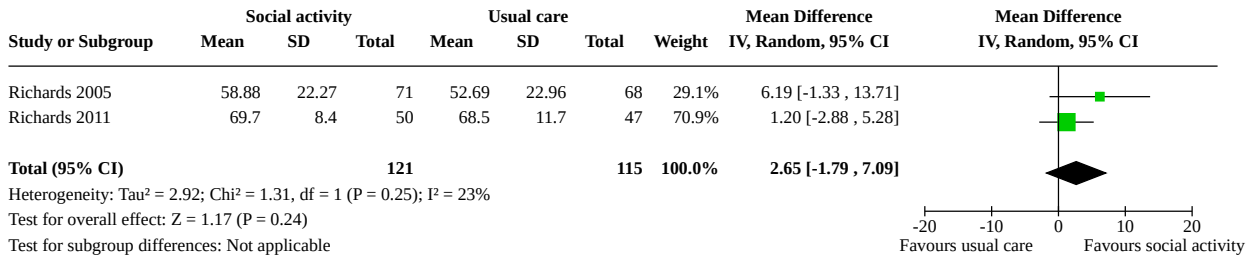 Social activity Usual care Mean Difference Mean Difference
Study or Subgroup Mean SD Total Mean SD Total Weight IV, Random, 95% CI IV, Random, 95% CI
Richards 2005 58.88 22.27 71 52.69 22.96 68 29.1% 6.19 [-1.33 , 13.71]
Richards 2011 69.7 8.4 50 68.5 11.7 47 70.9% 1.20 [-2.88 , 5.28]
Total (95% CI) 121 115 100.0% 2.65 [-1.79 , 7.09]
Heterogeneity: Tau² = 2.92; Chi² = 1.31, df = 1 (P = 0.25); I² = 23%
Test for overall effect: Z = 1.17 (P = 0.24)
Test for subgroup differences: Not applicable
-20 -10 0 10 20
Favours usual care Favours social activity